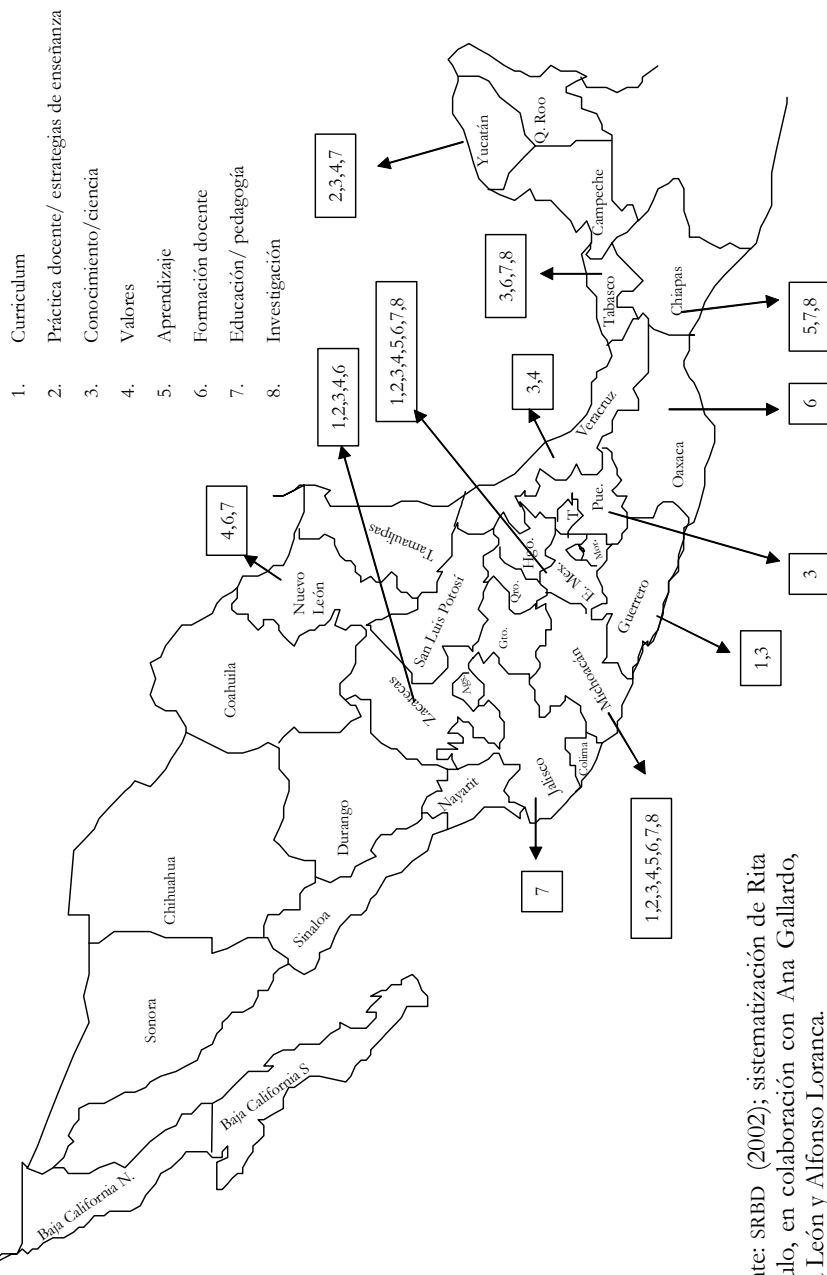 1. Curriculum
2. Práctica docente/ estrategias de enseñanza
3. Conocimiento/ciencia
4. Valores
5. Aprendizaje
6. Formación docente
7. Educación/ pedagogía
8. Investigación
4,6,7
1,2,3,4,6
1,2,3,4,5,6,7,8
3,4
3,6,7,8
2,3,4,7
Baja California N.
Baja California S
Sonora
Chihuahua
Coahuila
Nuevo
León
Tamaulipas
Sinaloa
Durango
Zacateccas
San Luis Potosí
Nayarit
Ags.
Jalisco
Colima
Gto.
Qro.
Hgo.
Michoacán
E. Mex.
Mor.
T.
Pue.
Guerrero
Veracruz
Oaxaca
Tabasco
Chiapas
Campeche
Yucatán
Q. Roo
7
1,2,3,4,5,6,7,8
1,3
3
6
5,7,8
nte: SRBD (2002); sistematización de Rita
ulo, en colaboración con Ana Gallardo,
León y Alfonso Loranca.